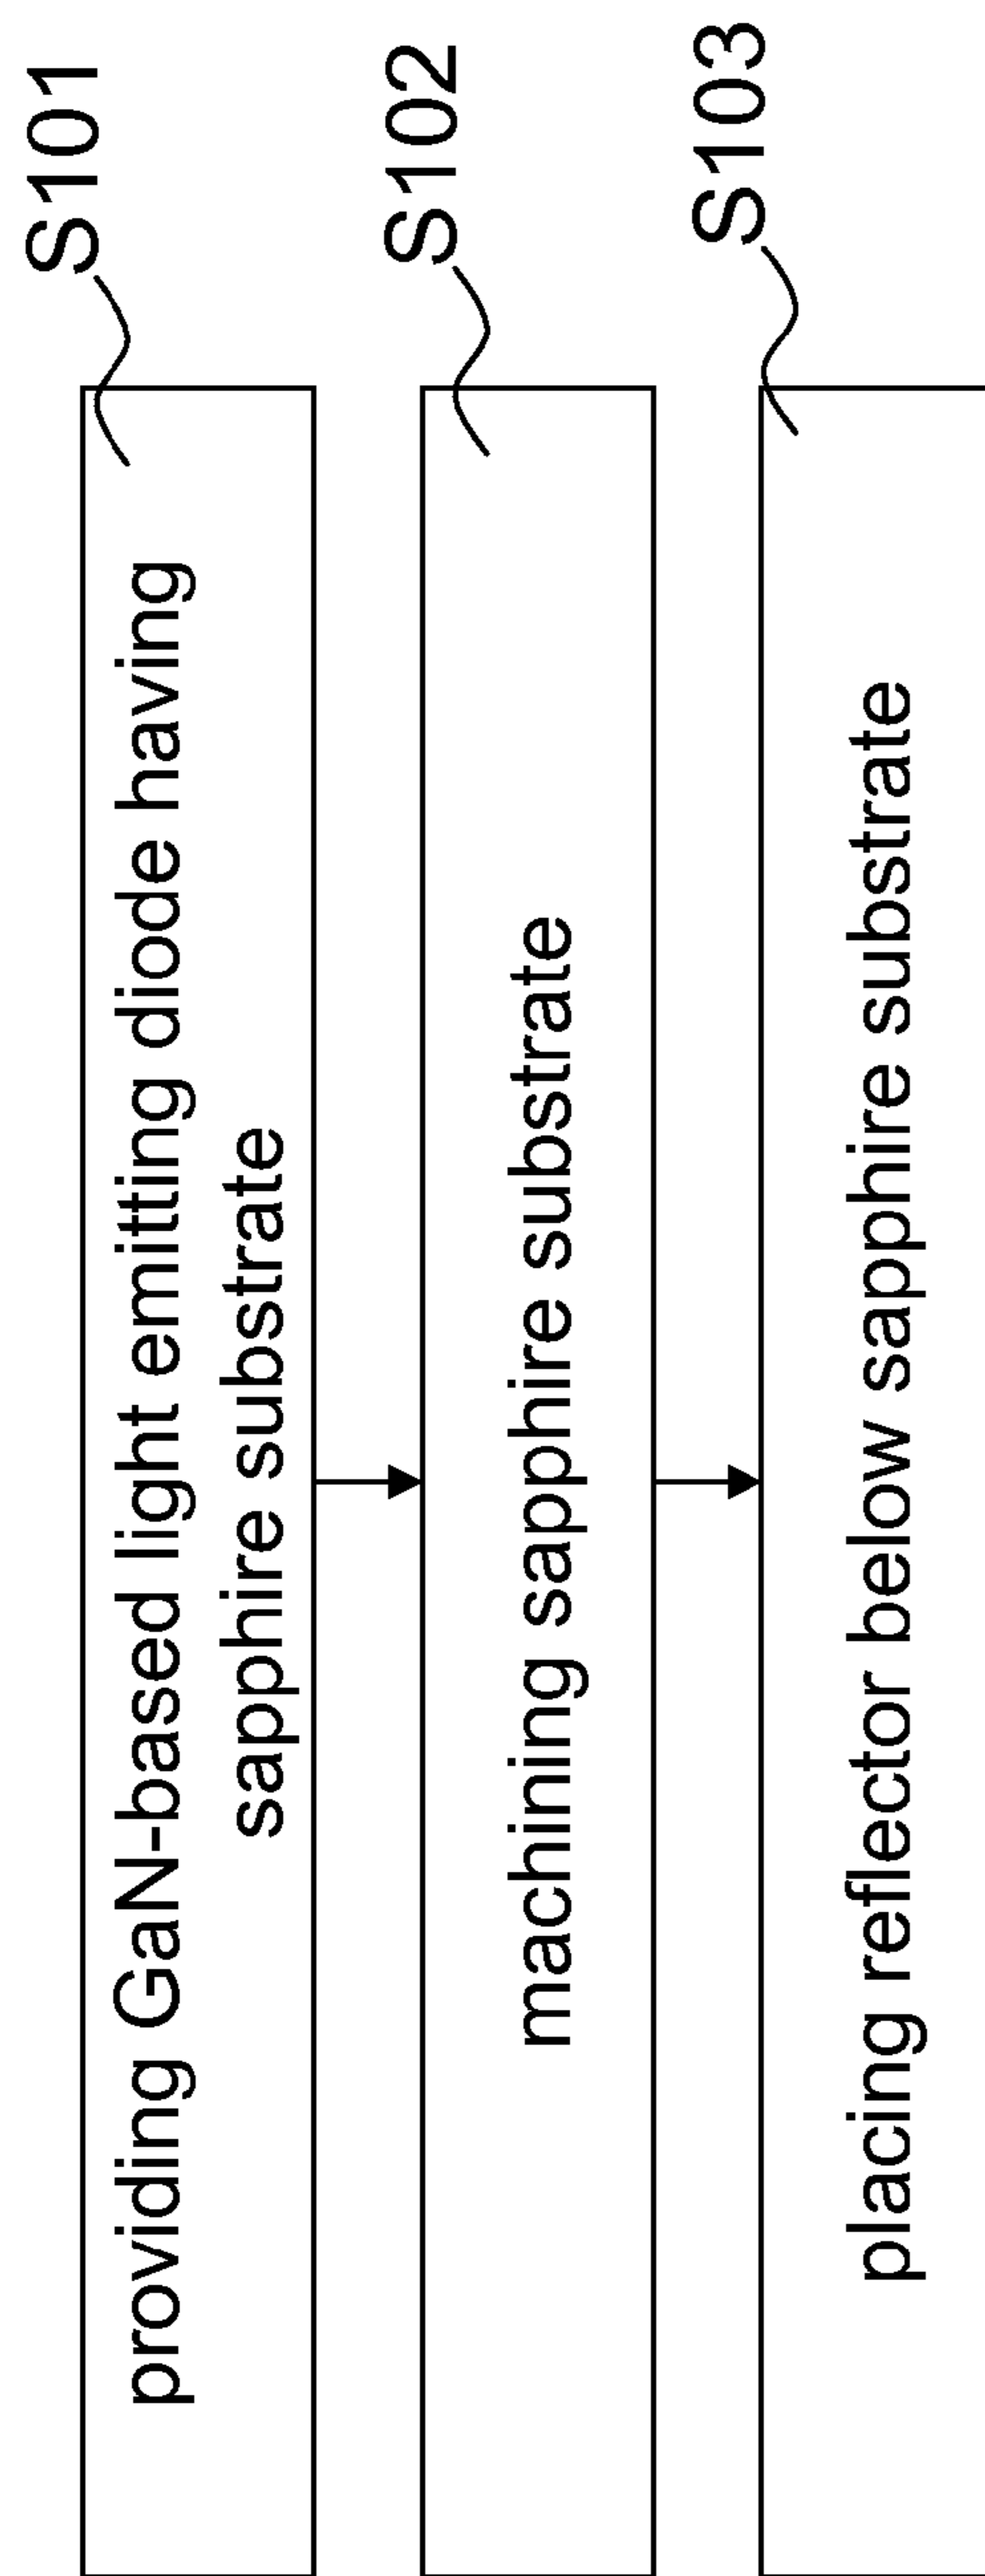 S101
providing GaN-based light emitting diode having
sapphire substrate
S102
machining sapphire substrate
S103
placing reflector below sapphire substrate